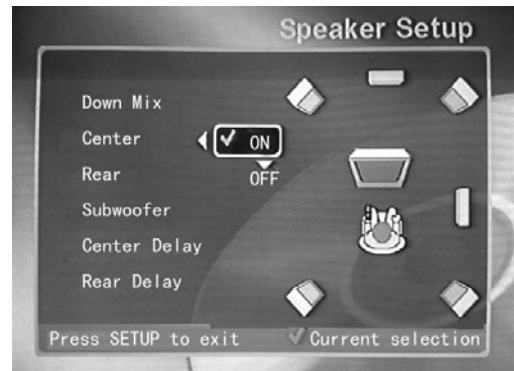 Speaker Setup
Down Mix
Center ON
Rear OFF
Subwoofer
Center Delay
Rear Delay
Press SETUP to exit Current selection